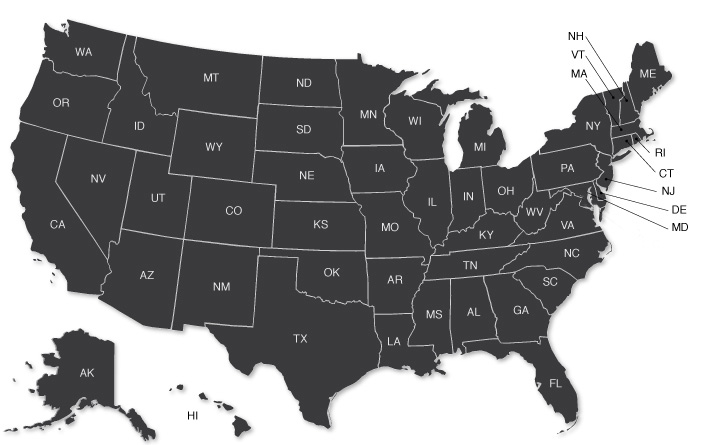 NH
VT
MA
WA
MT
ND
MN
ME
OR
ID
SD
WI
NY
WY
MI
RI
IA
PA
CT
NV
NE
NJ
UT
IL
IN
OH
CO
DE
WV
CA
KS
MO
VA
MD
KY
NC
AZ
OK
AR
TN
SC
NM
MS
AL
GA
TX
LA
AK
FL
HI